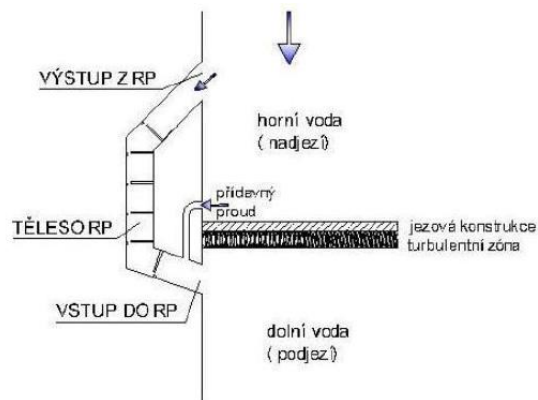 VÝSTUP Z RP
horní voda
( nadjezí)
přídavný
proud
TĚLESO RP
jezová konstrukce
turbulentní zóna
VSTUP DO RP
dolní voda
( podjezí)